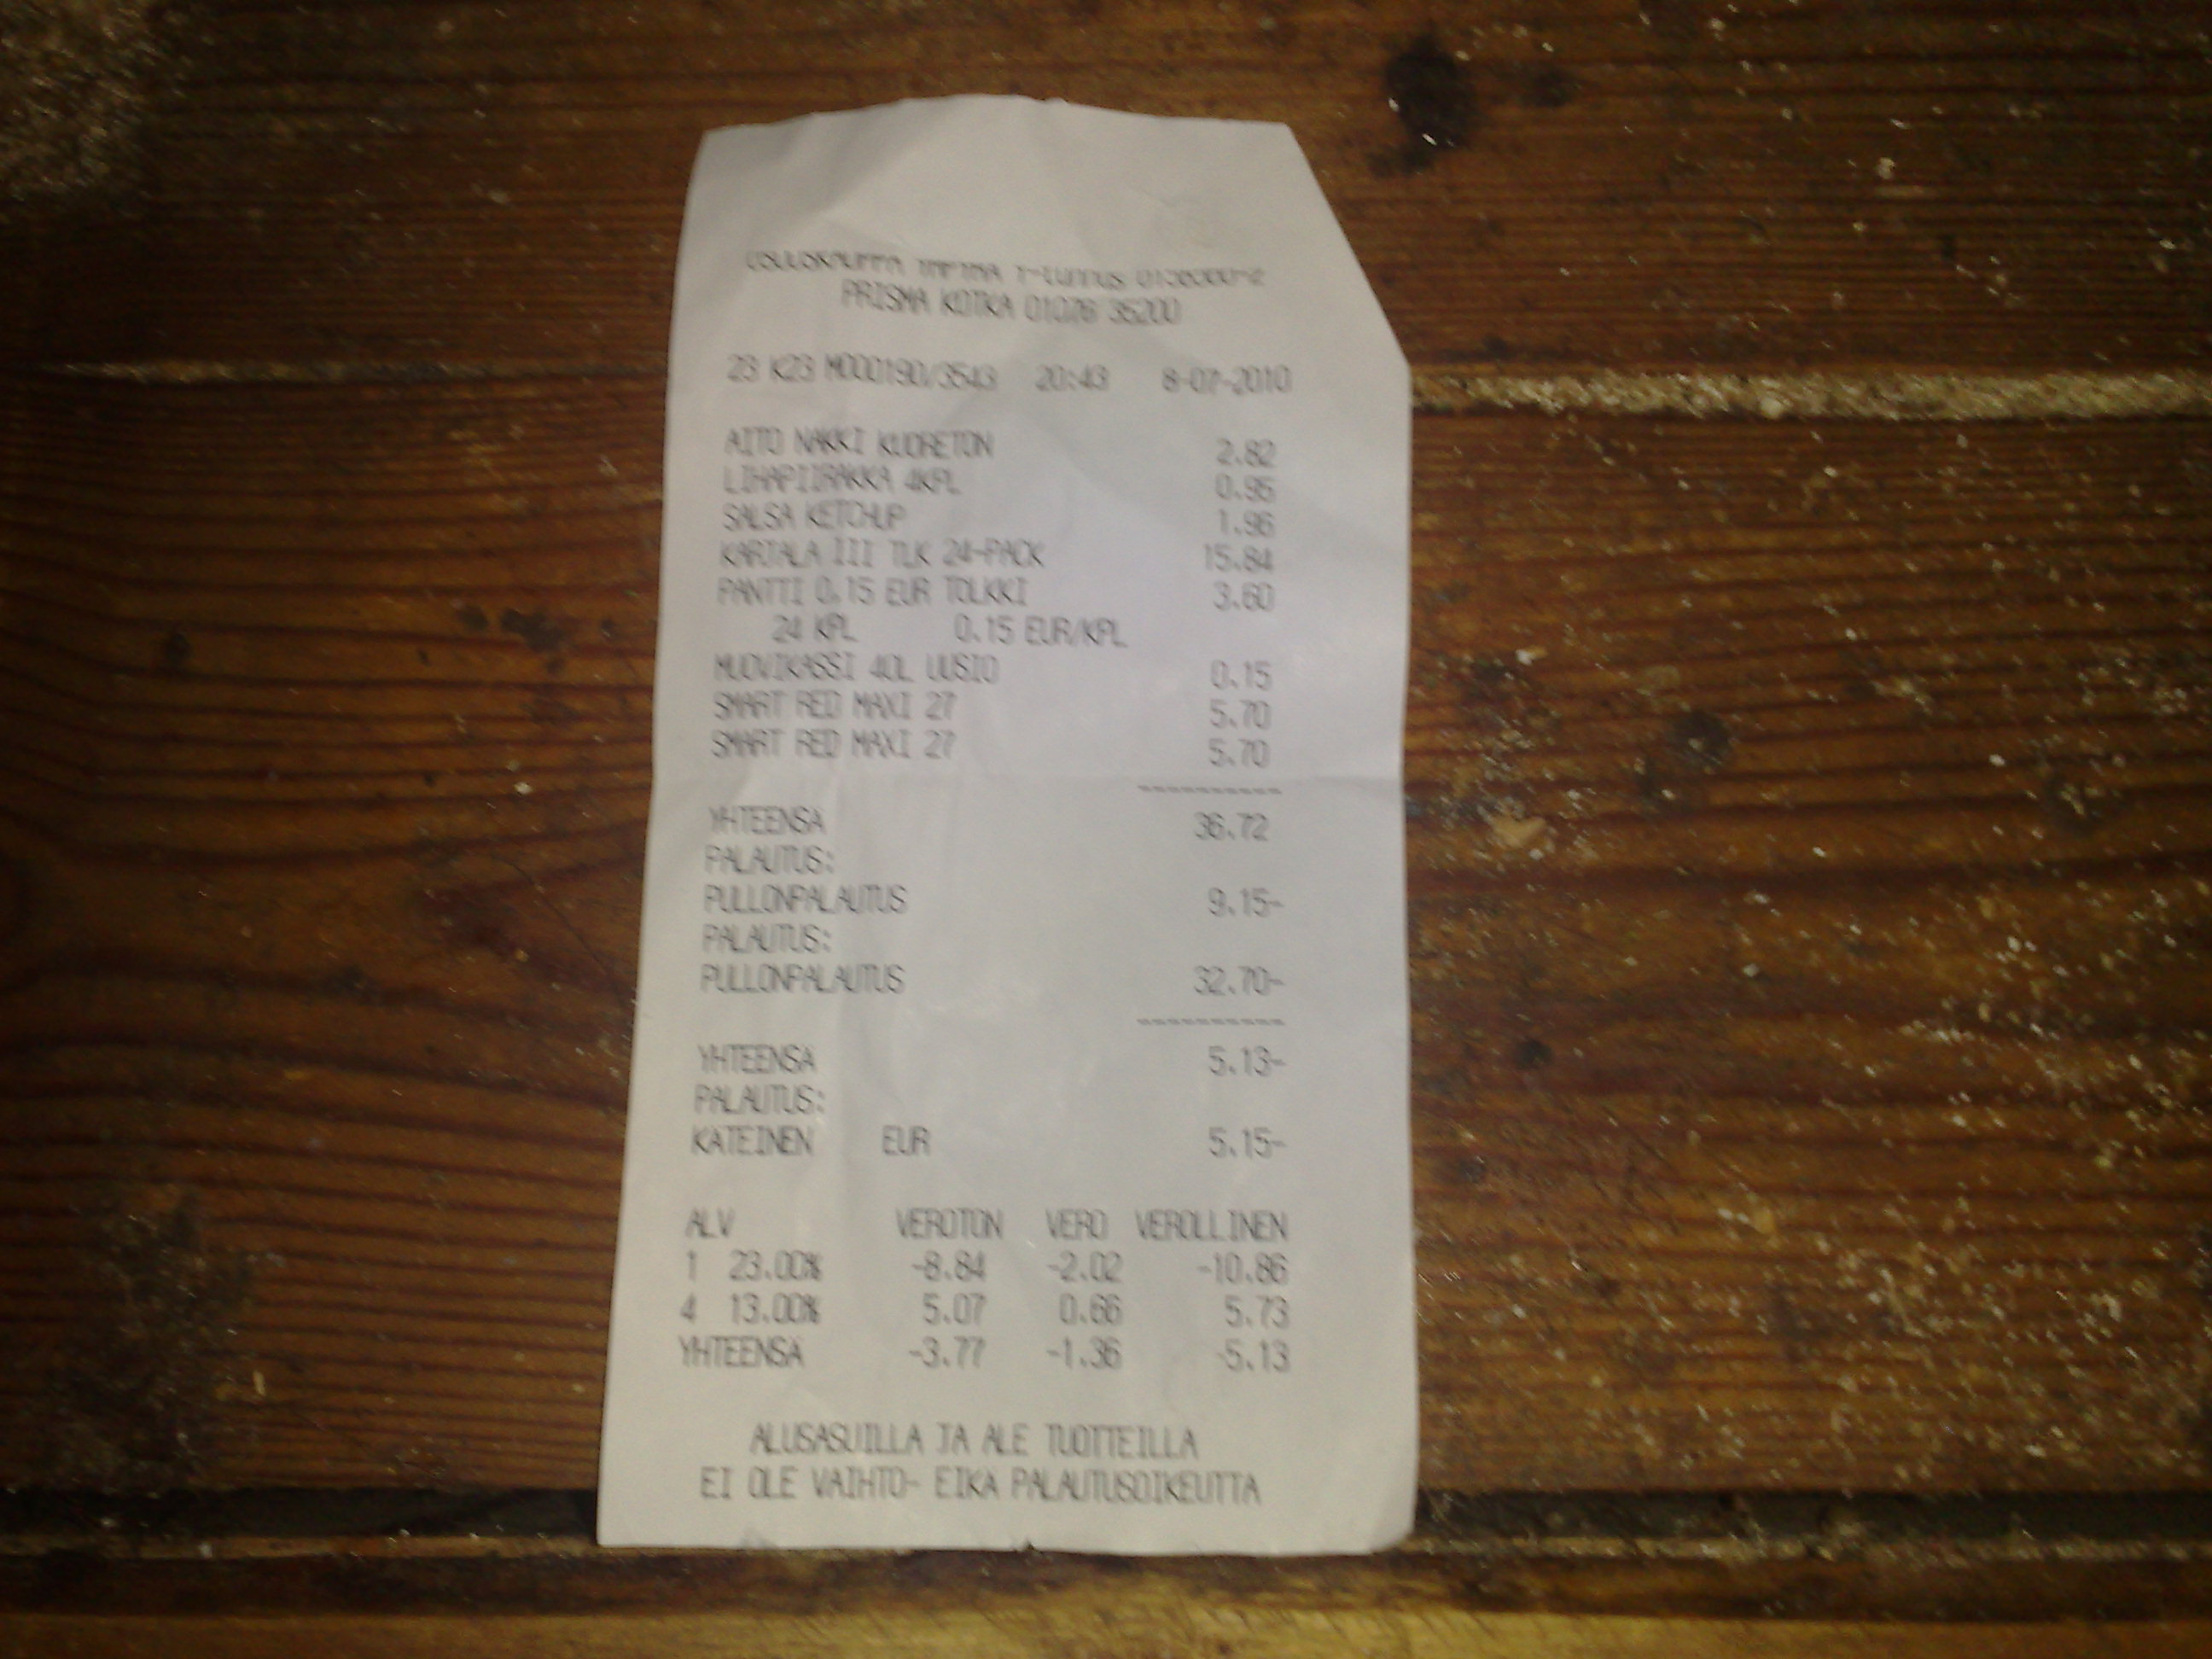 OSUUSKAUPPA YMPYRA Y-tunnus
PRISMA KOTKA 01076 35200
23 K23 M000190/3543 20:43 8-07-2010
AITO NAKKI KUORETON 2.82
LIHAPIIRAKKA 4KPL 0.95
SALSA KETCHUP 1.96
KARJALA III TLK 24-PACK 15.84
PANTTI 0.15 EUR TOLKKI 3.60
24 KPL 0.15 EUR/KPL
MUOVIKASSI 40L UUSIO 0.15
SMART RED MAXI 27 5.70
SMART RED MAXI 27 5.70
----------
YHTEENSA 36.72
PALAUTUS:
PULLONPALAUTUS 9.15-
PALAUTUS:
PULLONPALAUTUS 32.70-
----------
YHTEENSA 5.13-
PALAUTUS:
KATEINEN EUR 5.15-
ALV VEROTON VERO VEROLLINEN
1 23.00% -8.84 -2.02 -10.86
4 13.00% 5.07 0.66 5.73
YHTEENSA -3.77 -1.36 -5.13
ALUSASUILLA JA ALE TUOTTEILLA
EI OLE VAIHTO- EIKA PALAUTUSOIKEUTTA